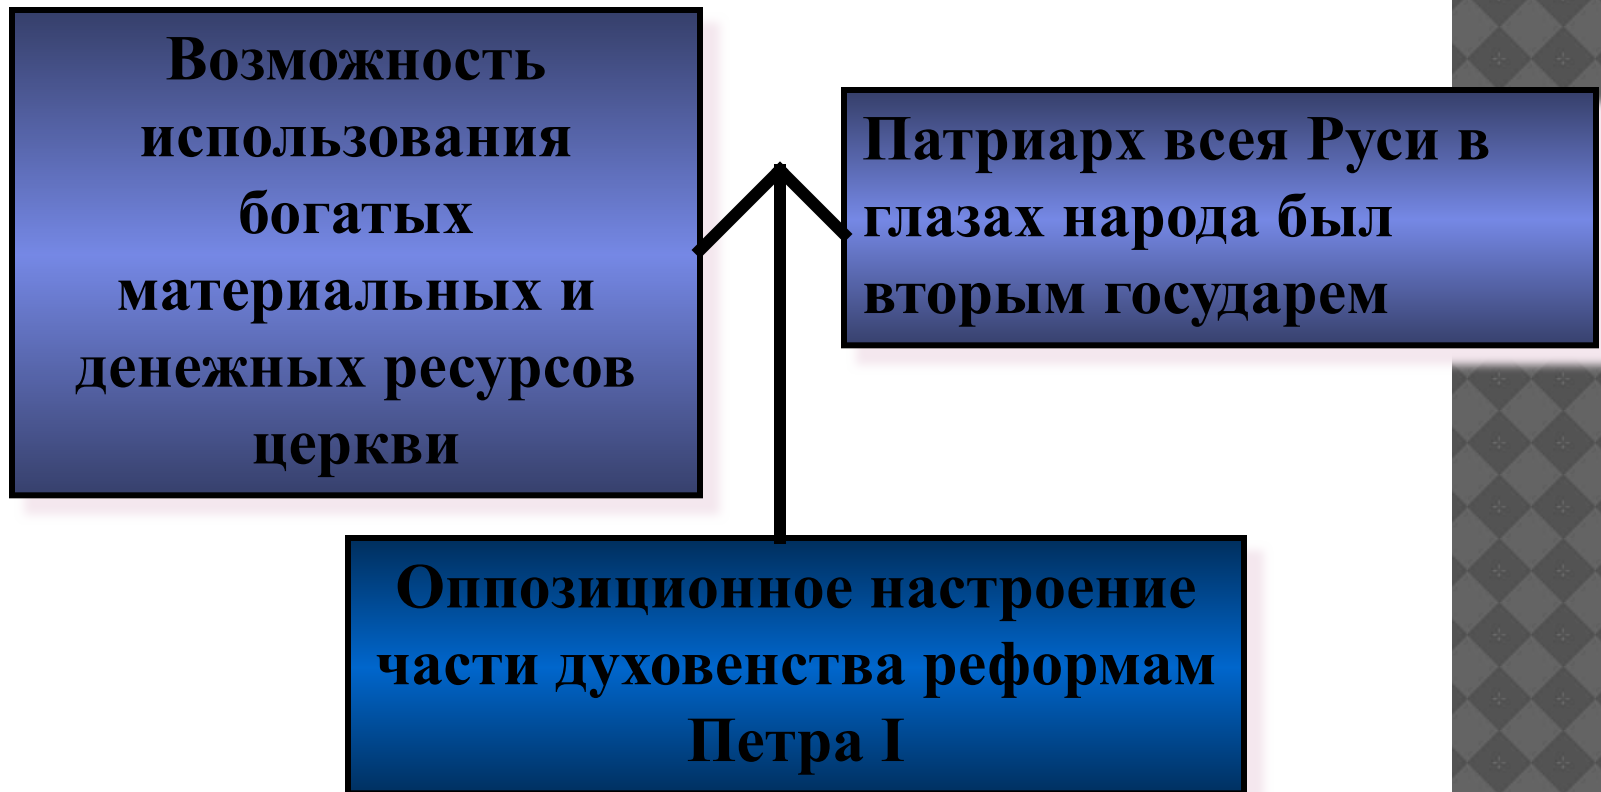 Возможность
использования
богатых
материальных и
денежных ресурсов
церкви
Патриарх всея Руси в
глазах народа был
вторым государем
Оппозиционное настроение
части духовенства реформам
Петра I